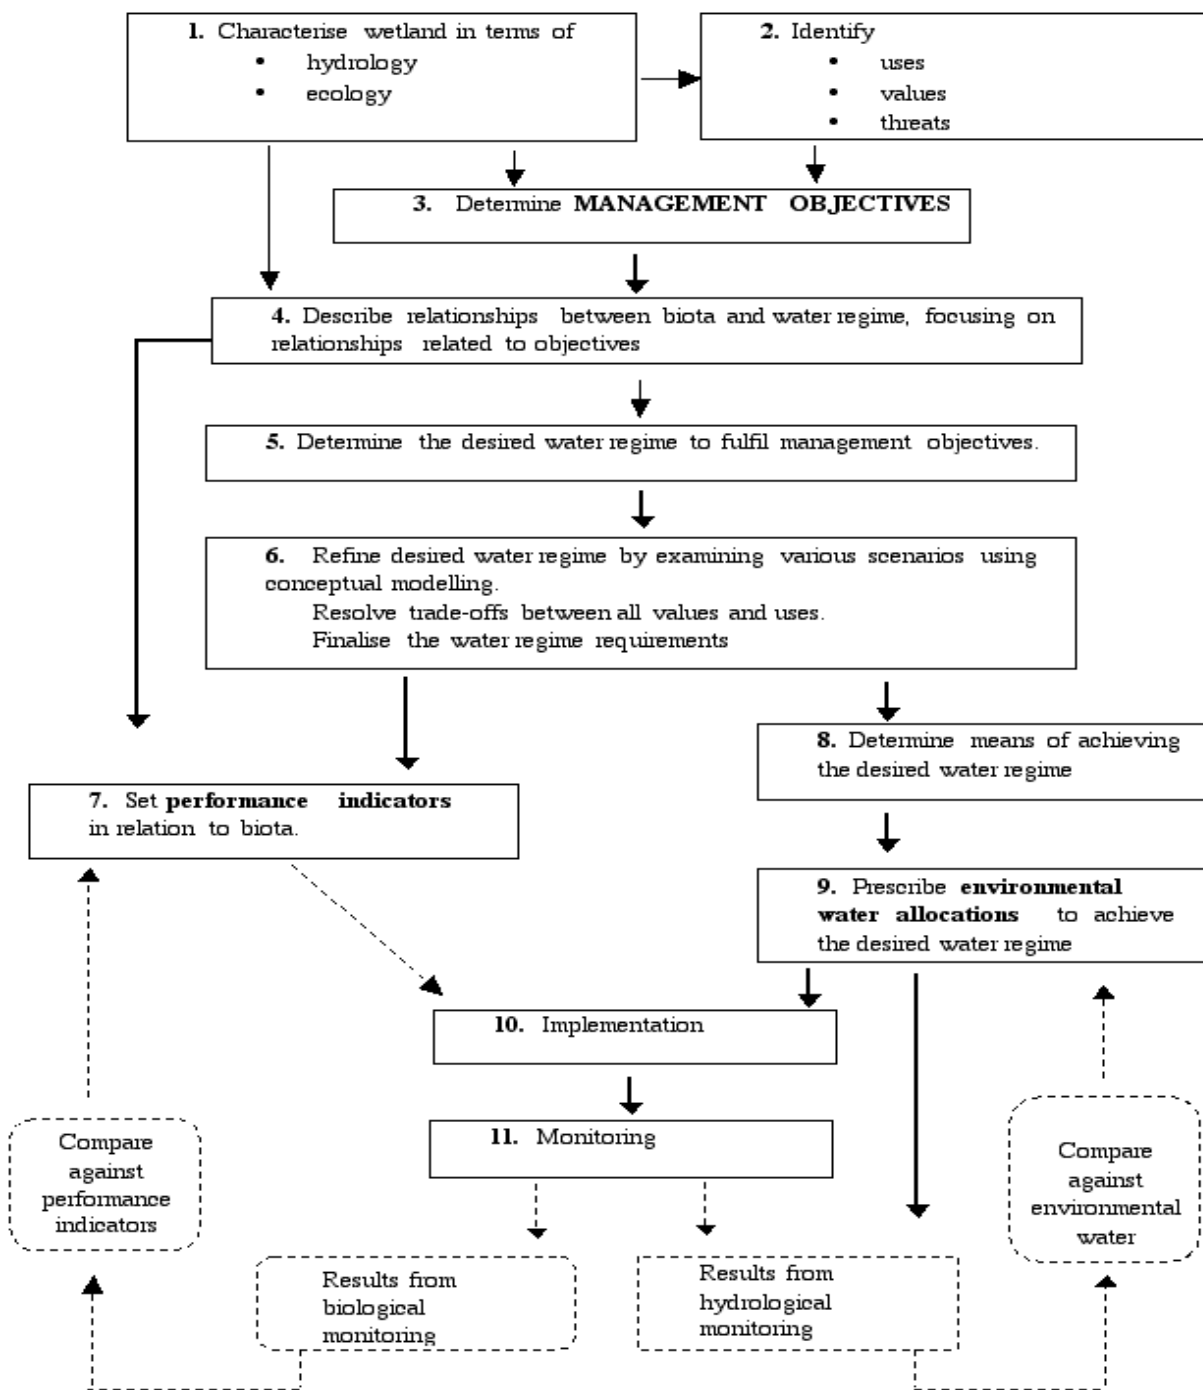 1. Characterise wetland in terms of
• hydrology
• ecology
2. Identify
• uses
• values
• threats
3. Determine MANAGEMENT OBJECTIVES
4. Describe relationships between biota and water regime, focusing on
relationships related to objectives
5. Determine the desired water regime to fulfil management objectives.
6. Refine desired water regime by examining various scenarios using
conceptual modelling.
Resolve trade-offs between all values and uses.
Finalise the water regime requirements
8. Determine means of achieving
the desired water regime
7. Set performance indicators
in relation to biota.
9. Prescribe environmental
water allocations to achieve
the desired water regime
10. Implementation
11. Monitoring
Compare
against
performance
indicators
Compare
against
environmental
water
Results from
biological
monitoring
Results from
hydrological
monitoring